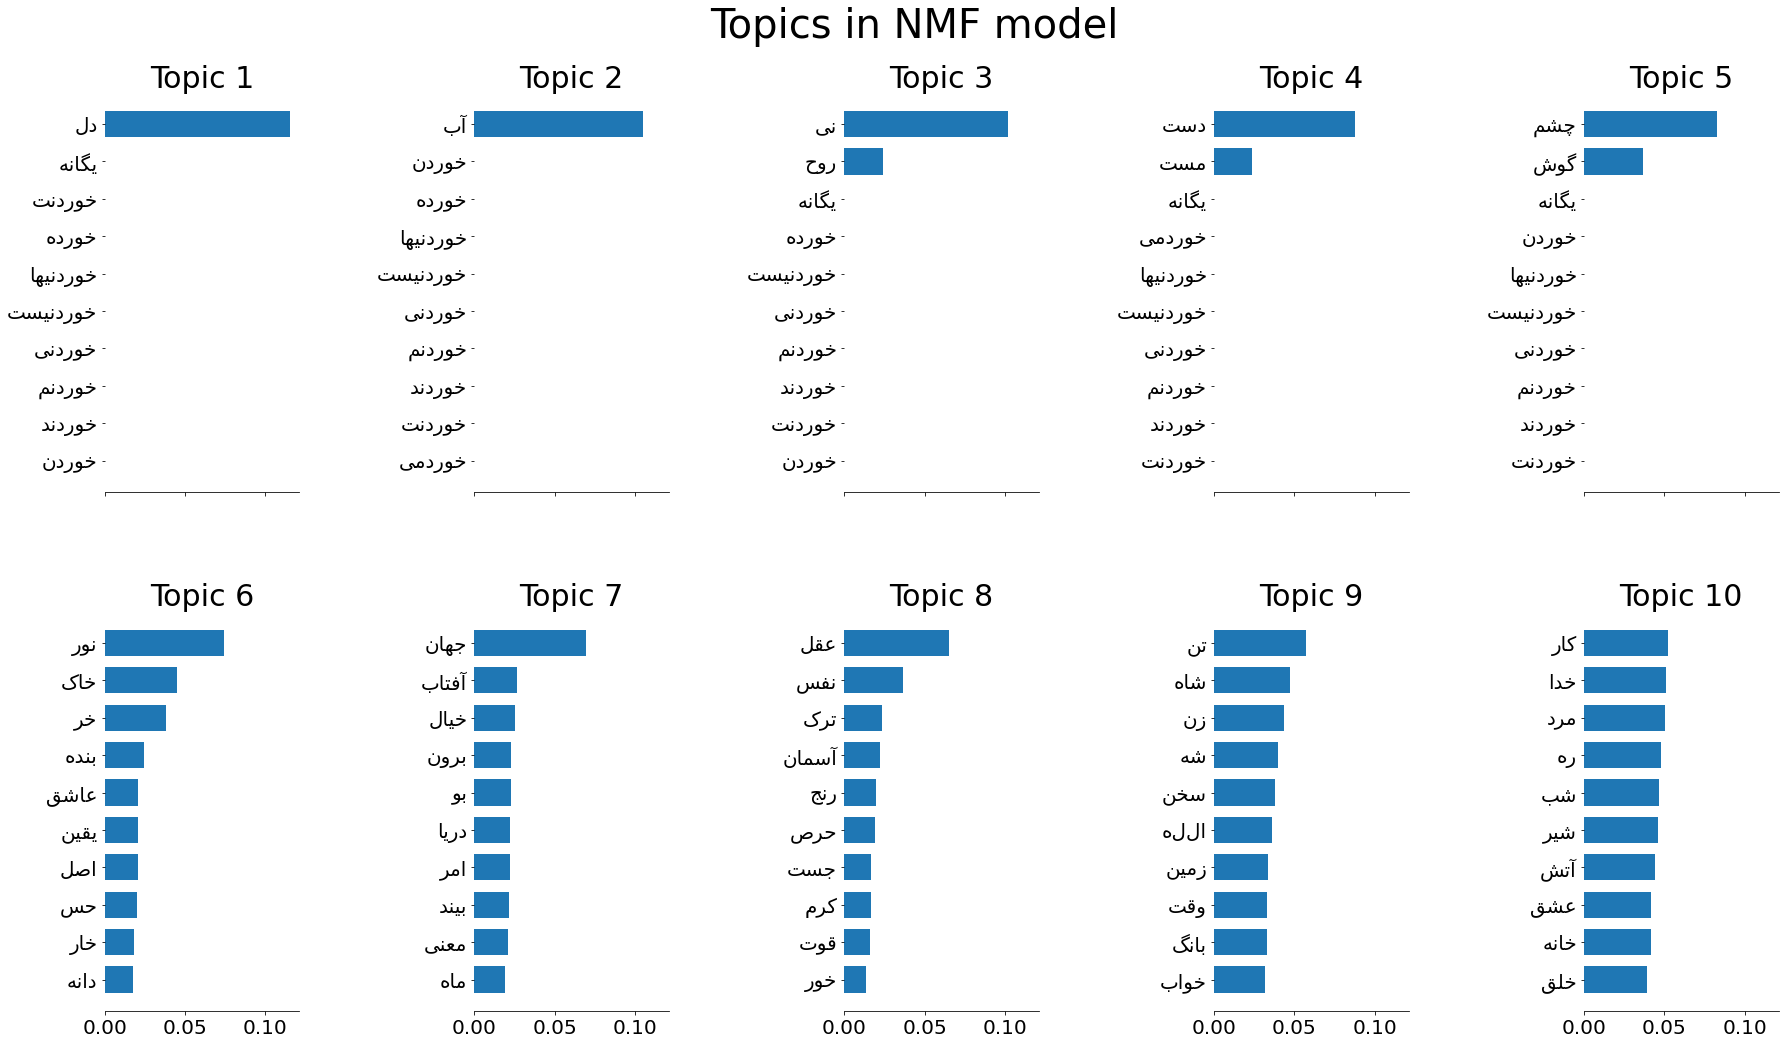 Topics in NMF model
Topic 1
دل
یگانه
خوردنت
خورده
خوردنیها
خوردنیست
خوردنی
خوردنم
خوردند
خوردن
Topic 2
آب
خوردن
خورده
خوردنیها
خوردنیست
خوردنی
خوردنم
خوردند
خوردنت
خوردمی
Topic 3
نی
روح
یگانه
خورده
خوردنیست
خوردنی
خوردنم
خوردند
خوردنت
خوردن
Topic 4
دست
مست
یگانه
خوردمی
خوردنیها
خوردنیست
خوردنی
خوردنم
خوردند
خوردنت
Topic 5
چشم
گوش
یگانه
خوردن
خوردنیها
خوردنیست
خوردنی
خوردنم
خوردند
خوردنت
Topic 6
نور
خاک
خر
بنده
عاشق
یقین
اصل
حس
خار
دانه
0.00 0.05 0.10
Topic 7
جهان
آفتاب
خیال
برون
بو
دریا
امر
بیند
معنی
ماه
0.00 0.05 0.10
Topic 8
عقل
نفس
ترک
آسمان
رنج
حرص
جست
کرم
قوت
خور
0.00 0.05 0.10
Topic 9
تن
شاه
زن
شه
سخن
الله
زمین
وقت
بانگ
خواب
0.00 0.05 0.10
Topic 10
کار
خدا
مرد
ره
شب
شیر
آتش
عشق
خانه
خلق
0.00 0.05 0.10